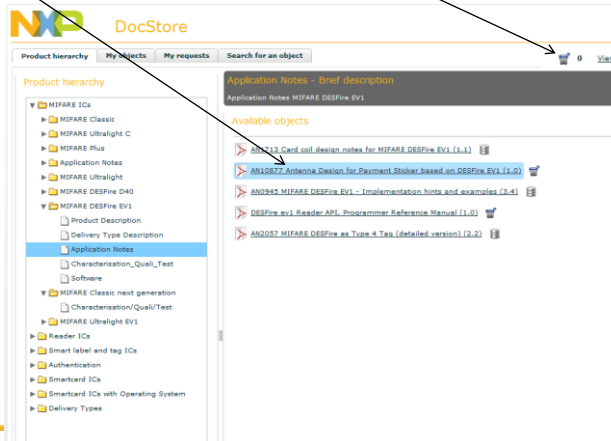 NXP DocStore
Product hierarchy My objects My requests Search for an object 0 View
Product hierarchy
MIFARE ICs
MIFARE Classic
MIFARE Ultralight C
MIFARE Plus
Application Notes
MIFARE Ultralight
MIFARE DESFire D40
MIFARE DESFire EV1
Product Description
Delivery Type Description
Application Notes
Characterisation_Quali_Test
Software
MIFARE Classic next generation
Characterisation/Quali/Test
MIFARE Ultralight EV1
Reader ICs
Smart label and tag ICs
Authentication
Smartcard ICs
Smartcard ICs with Operating System
Delivery Types
Application Notes - Brief description
Application Notes MIFARE DESFire EV1
Available objects
AN1713 Card coil design notes for MIFARE DESFire EV1 (1.1)
AN10877 Antenna Design for Payment Sticker based on DESFire EV1 (1.0)
AN0945 MIFARE DESFire EV1 - Implementation hints and examples (3.4)
DESFire ev1 Reader API, Programmer Reference Manual (1.0)
AN2057 MIFARE DESFire as Type 4 Tag (detailed version) (2.2)